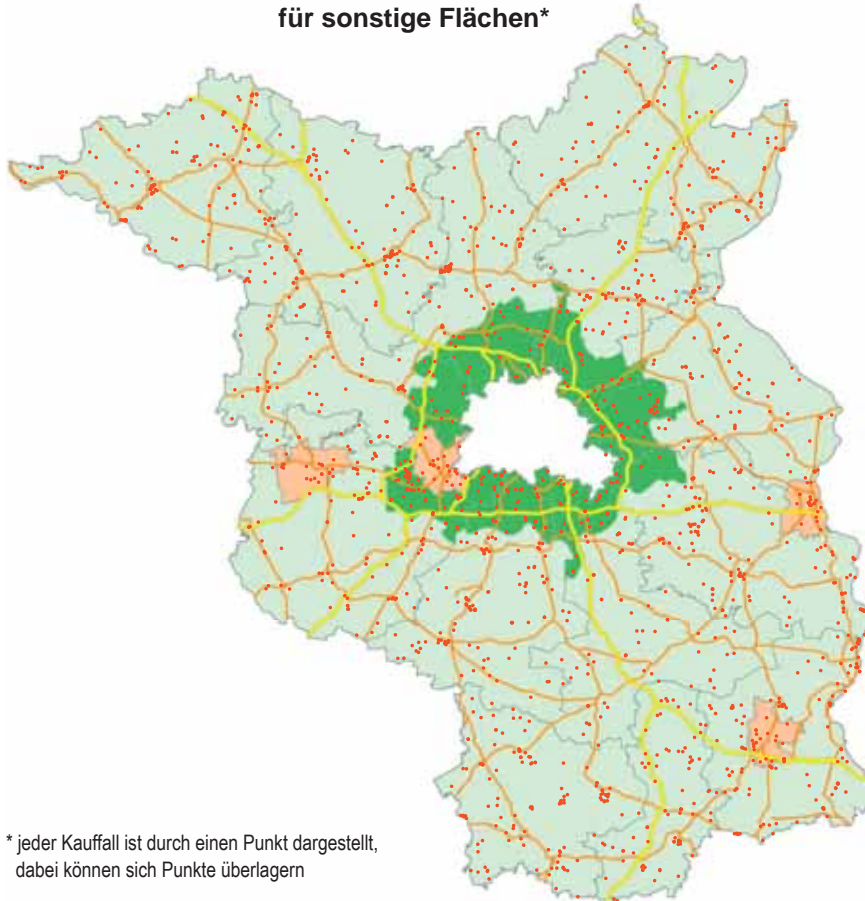 für sonstige Flächen*
* jeder Kauffall ist durch einen Punkt dargestellt,
dabei können sich Punkte überlagern